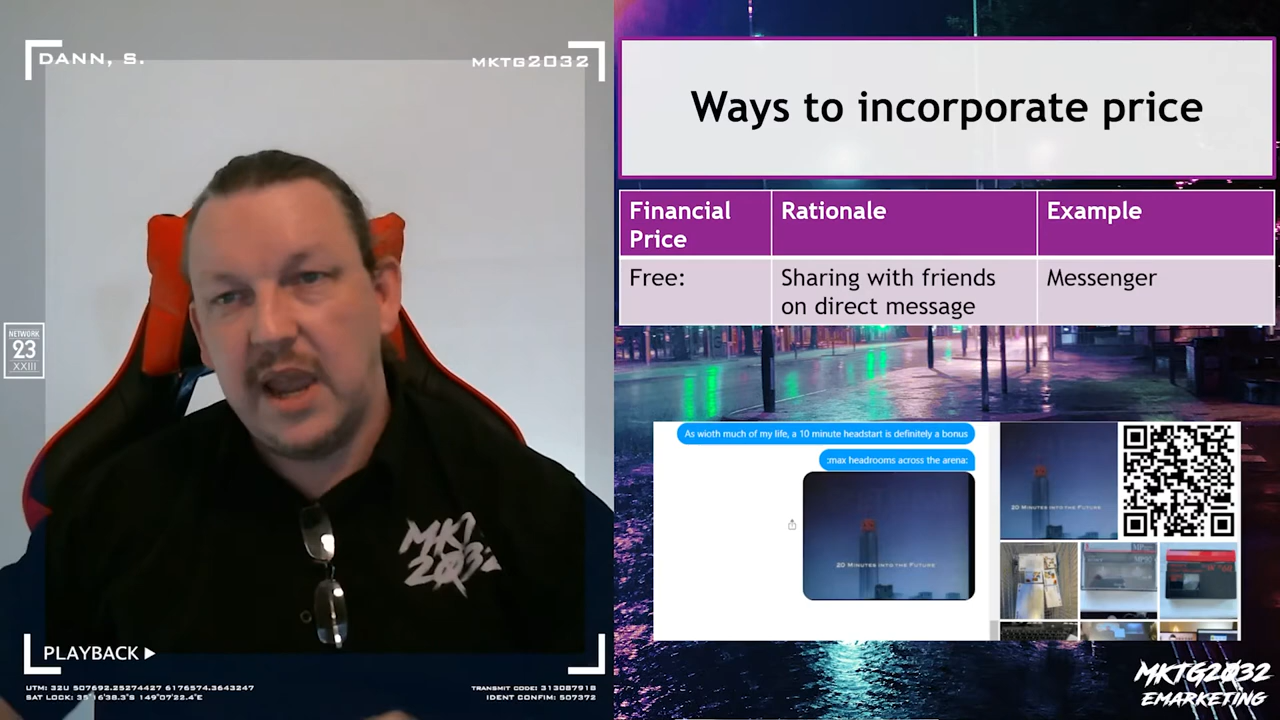 DANN, S.
MKTG2032
NETWORK
23
XXIII
MKT
203
PLAYBACK
UTM: 32U 507692.25274427 6176574.3643247
SAT LOCK: 35°16'38.3"S 149°07'22.4"E
TRANSMIT CODE: 313087918
IDENT CONFIM: 507372
Ways to incorporate price
Financial Price
Rationale
Example
Free:
Sharing with friends
on direct message
Messenger
As wioth much of my life, a 10 minute headstart is definitely a bonus
:max headrooms across the arena:
20 Minutes into the Future
20 Minutes into the Future
MKTG2032
EMARKETING